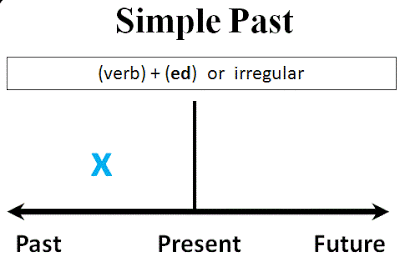 Simple Past
(verb) + (ed) or irregular
X
Past Present Future